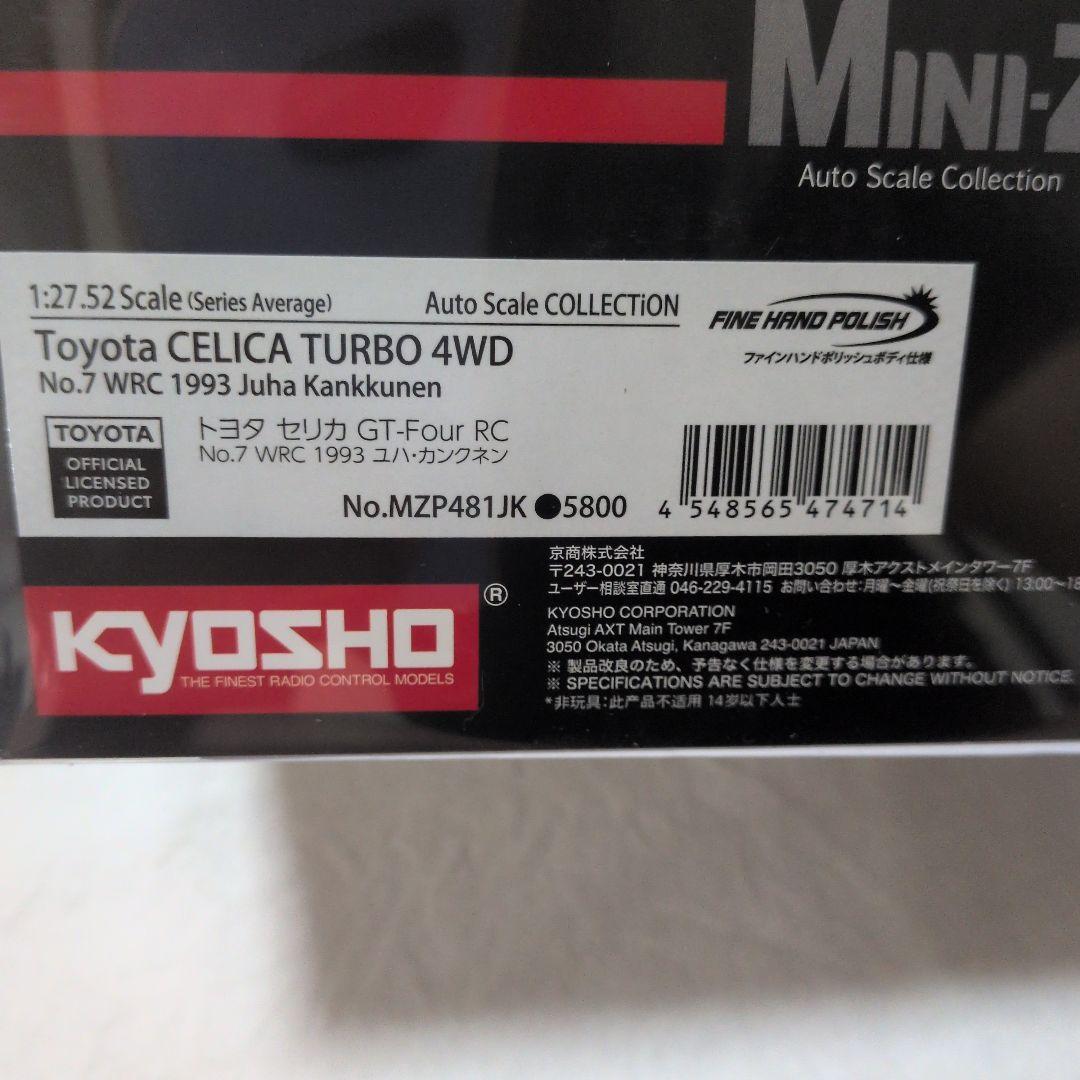 MINI-Z
Auto Scale Collection
1:27.52 Scale (Series Average)
Auto Scale COLLECTiON
FINE HAND POLISH
ファインハンドポリッシュボディ仕様
Toyota CELICA TURBO 4WD
No.7 WRC 1993 Juha Kankkunen
TOYOTA
OFFICIAL
LICENSED
PRODUCT
トヨタ セリカ GT-Four RC
No.7 WRC 1993 ユハ・カンクネン
No.MZP481JK ●5800
4 548565 474714
KYOSHO ®
THE FINEST RADIO CONTROL MODELS
京商株式会社
〒243-0021 神奈川県厚木市岡田3050 厚木アクストメインタワー7F
ユーザー相談室直通 046-229-4115 お問い合わせ:月曜~金曜(祝祭日を除く) 13:00~18
KYOSHO CORPORATION
Atsugi AXT Main Tower 7F
3050 Okata Atsugi, Kanagawa 243-0021 JAPAN
※ 製品改良のため、予告なく仕様を変更する場合があります。
※ SPECIFICATIONS ARE SUBJECT TO CHANGE WITHOUT NOTICE.
*非玩具:此产品不适用 14岁以下人士